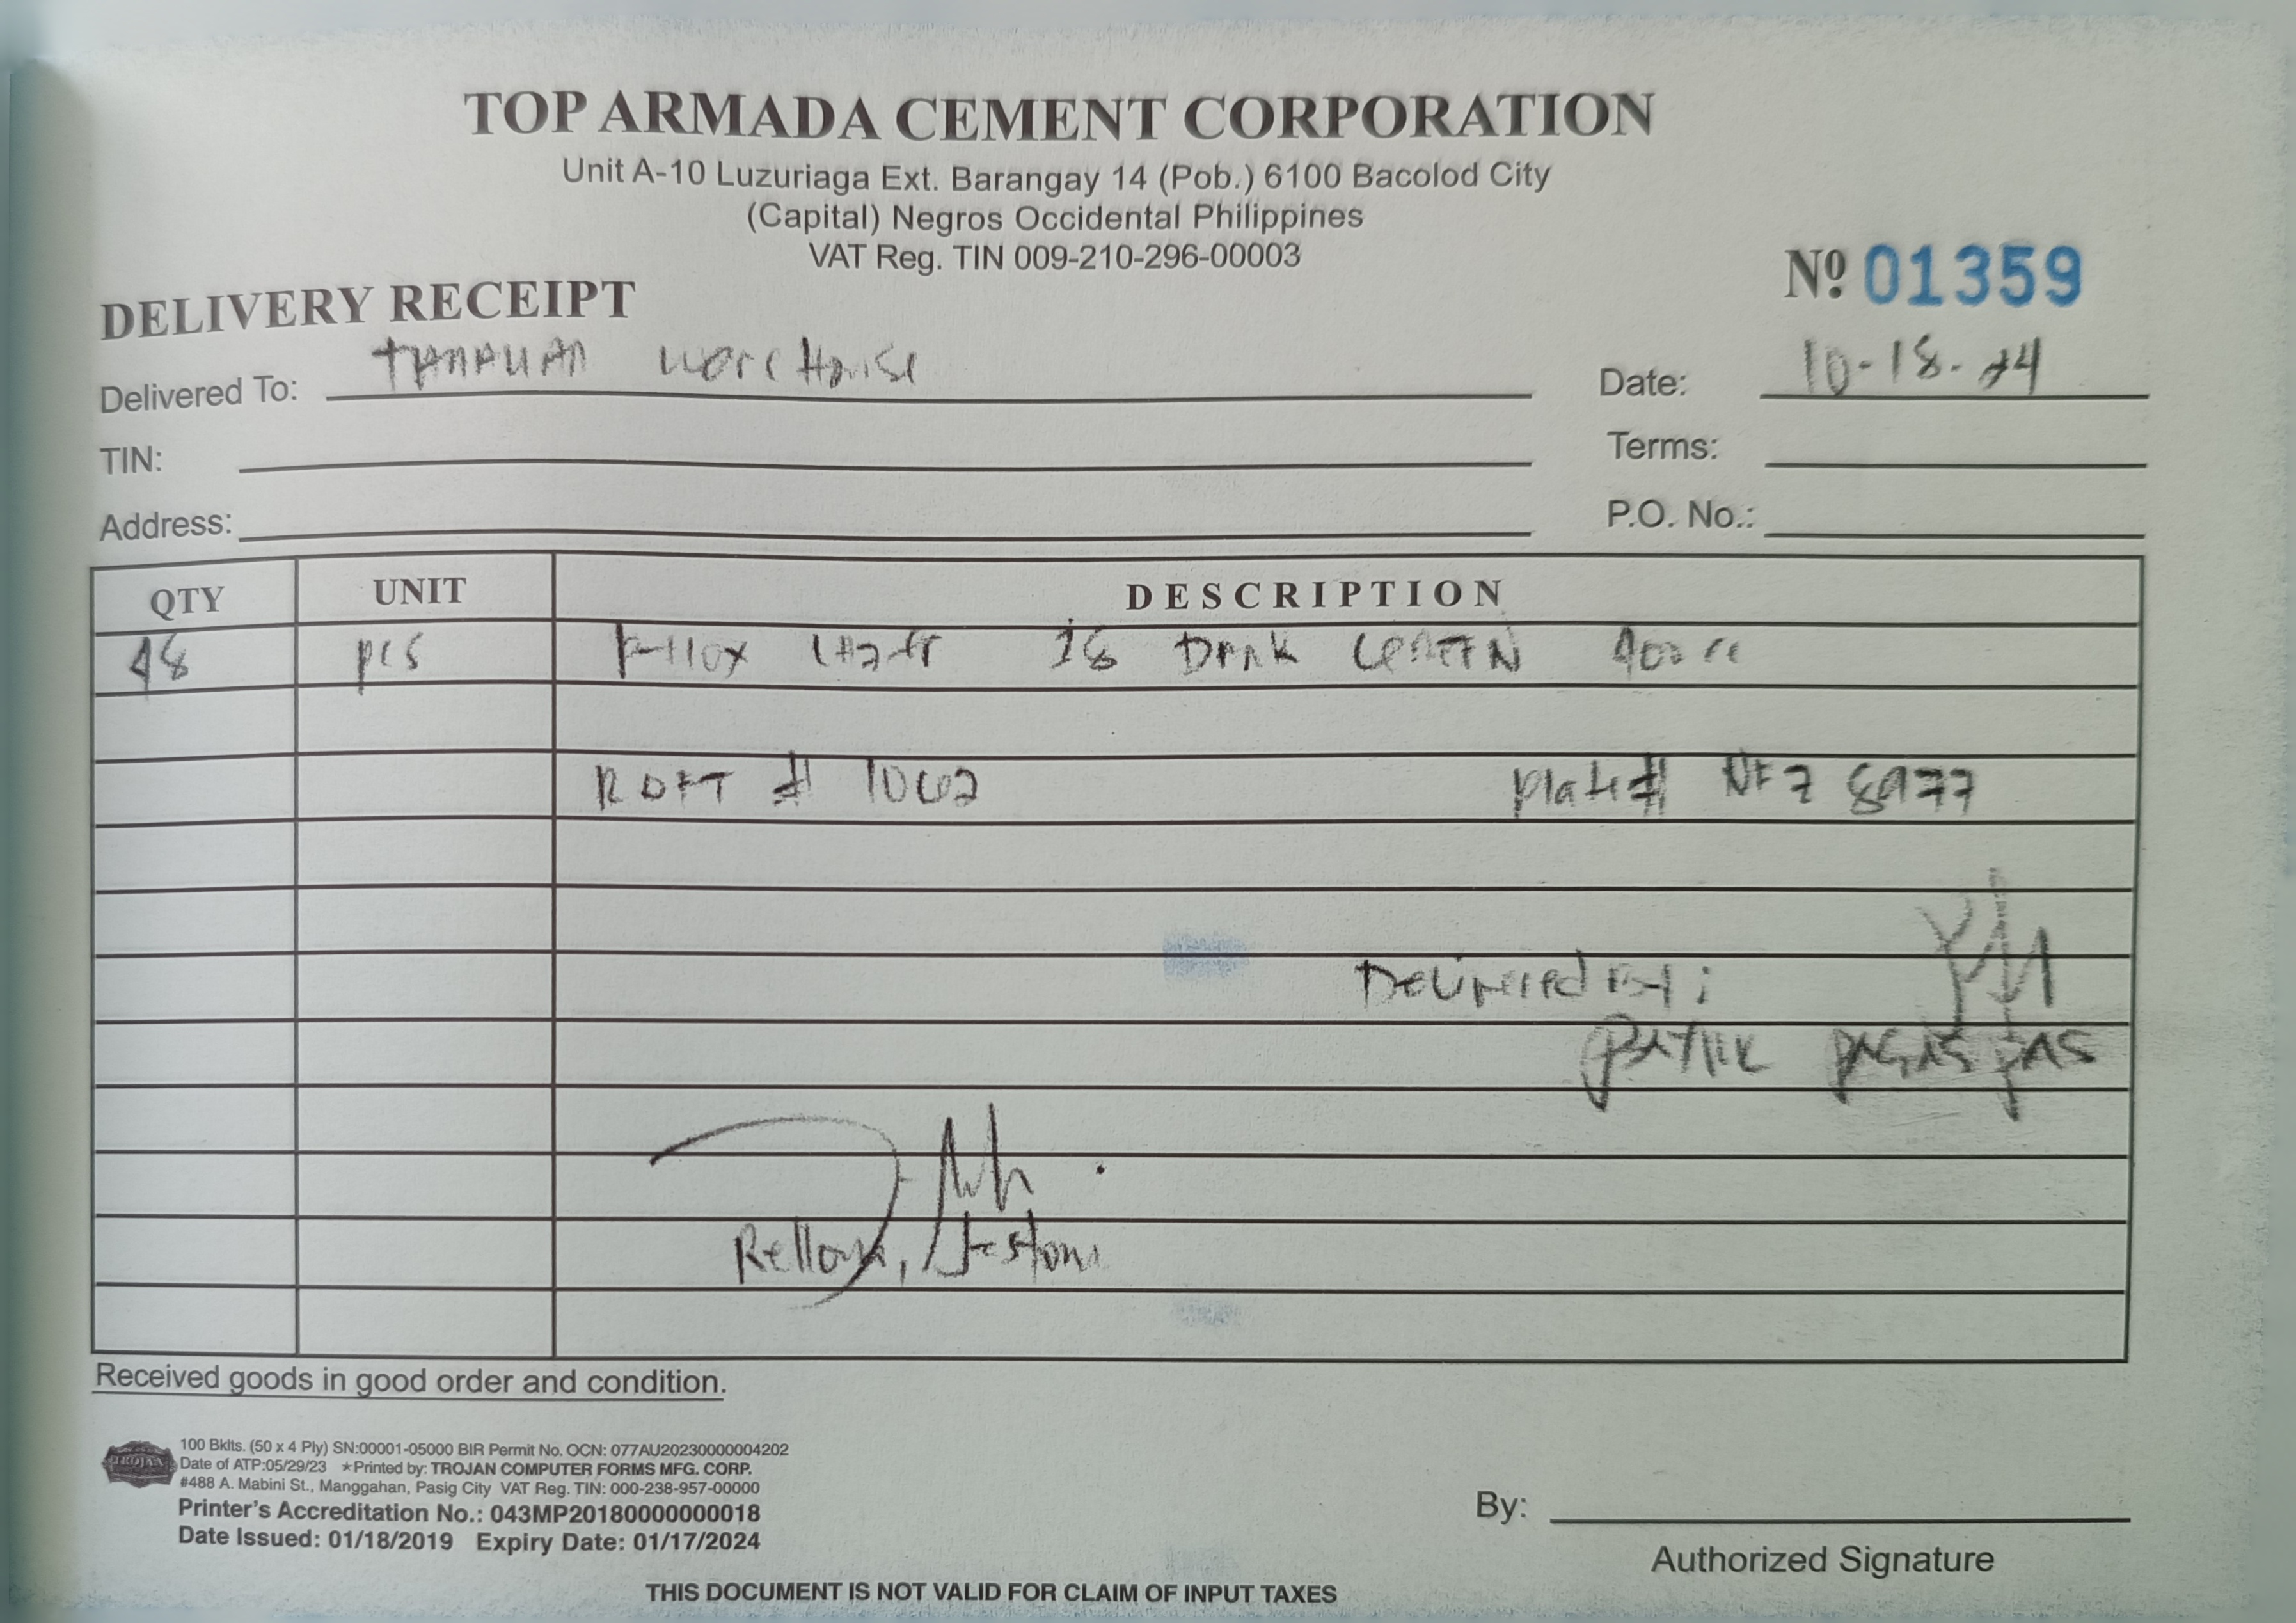 TOP ARMADA CEMENT CORPORATION
Unit A-10 Luzuriaga Ext. Barangay 14 (Pob.) 6100 Bacolod City
(Capital) Negros Occidental Philippines
VAT Reg. TIN 009-210-296-00003
DELIVERY RECEIPT
Nº 01359
Delivered To: TANAUAN WareHouse
Date: 10-18-24
TIN:
Terms:
Address:
P.O. No.:
QTY UNIT DESCRIPTION
48 pcs 400
# Plate#
Delivered By:
Jestoni
Received goods in good order and condition.
TROJAN
100 Bklts. (50 x 4 Ply) SN:00001-05000 BIR Permit No. OCN: 077AU20230000004202
Date of ATP:05/29/23 ★Printed by: TROJAN COMPUTER FORMS MFG. CORP.
#488 A. Mabini St., Manggahan, Pasig City VAT Reg. TIN: 000-238-957-00000
Printer's Accreditation No.: 043MP20180000000018
Date Issued: 01/18/2019 Expiry Date: 01/17/2024
By:
Authorized Signature
THIS DOCUMENT IS NOT VALID FOR CLAIM OF INPUT TAXES